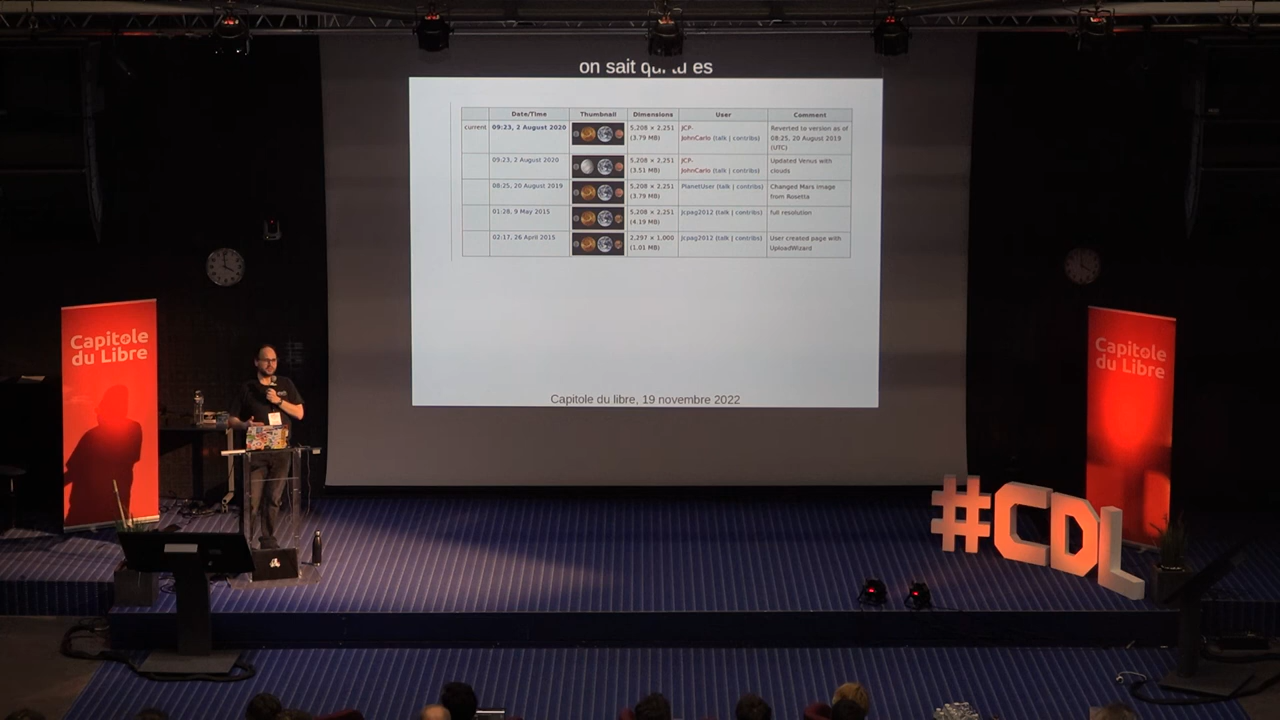 on sait qui tu es
Date/Time Thumbnail Dimensions User Comment
current 09:23, 2 August 2020 5,208 × 2,251 JCP- Reverted to version as of
(3.79 MB) JohnCarlo (talk | contribs) 08:25, 20 August 2019
(UTC)
09:23, 2 August 2020 5,208 × 2,251 JCP- Updated Venus with
(3.51 MB) JohnCarlo (talk | contribs) clouds
08:25, 20 August 2019 5,208 × 2,251 PlanetUser (talk | contribs) Changed Mars image
(3.79 MB) from Rosetta
01:28, 9 May 2015 5,208 × 2,251 Jcpag2012 (talk | contribs) full resolution
(4.19 MB)
02:17, 26 April 2015 2,297 × 1,000 Jcpag2012 (talk | contribs) User created page with
(1.01 MB) UploadWizard
Capitole du libre, 19 novembre 2022
Capitole
du Libre
Capitole
du Libre
#CDL